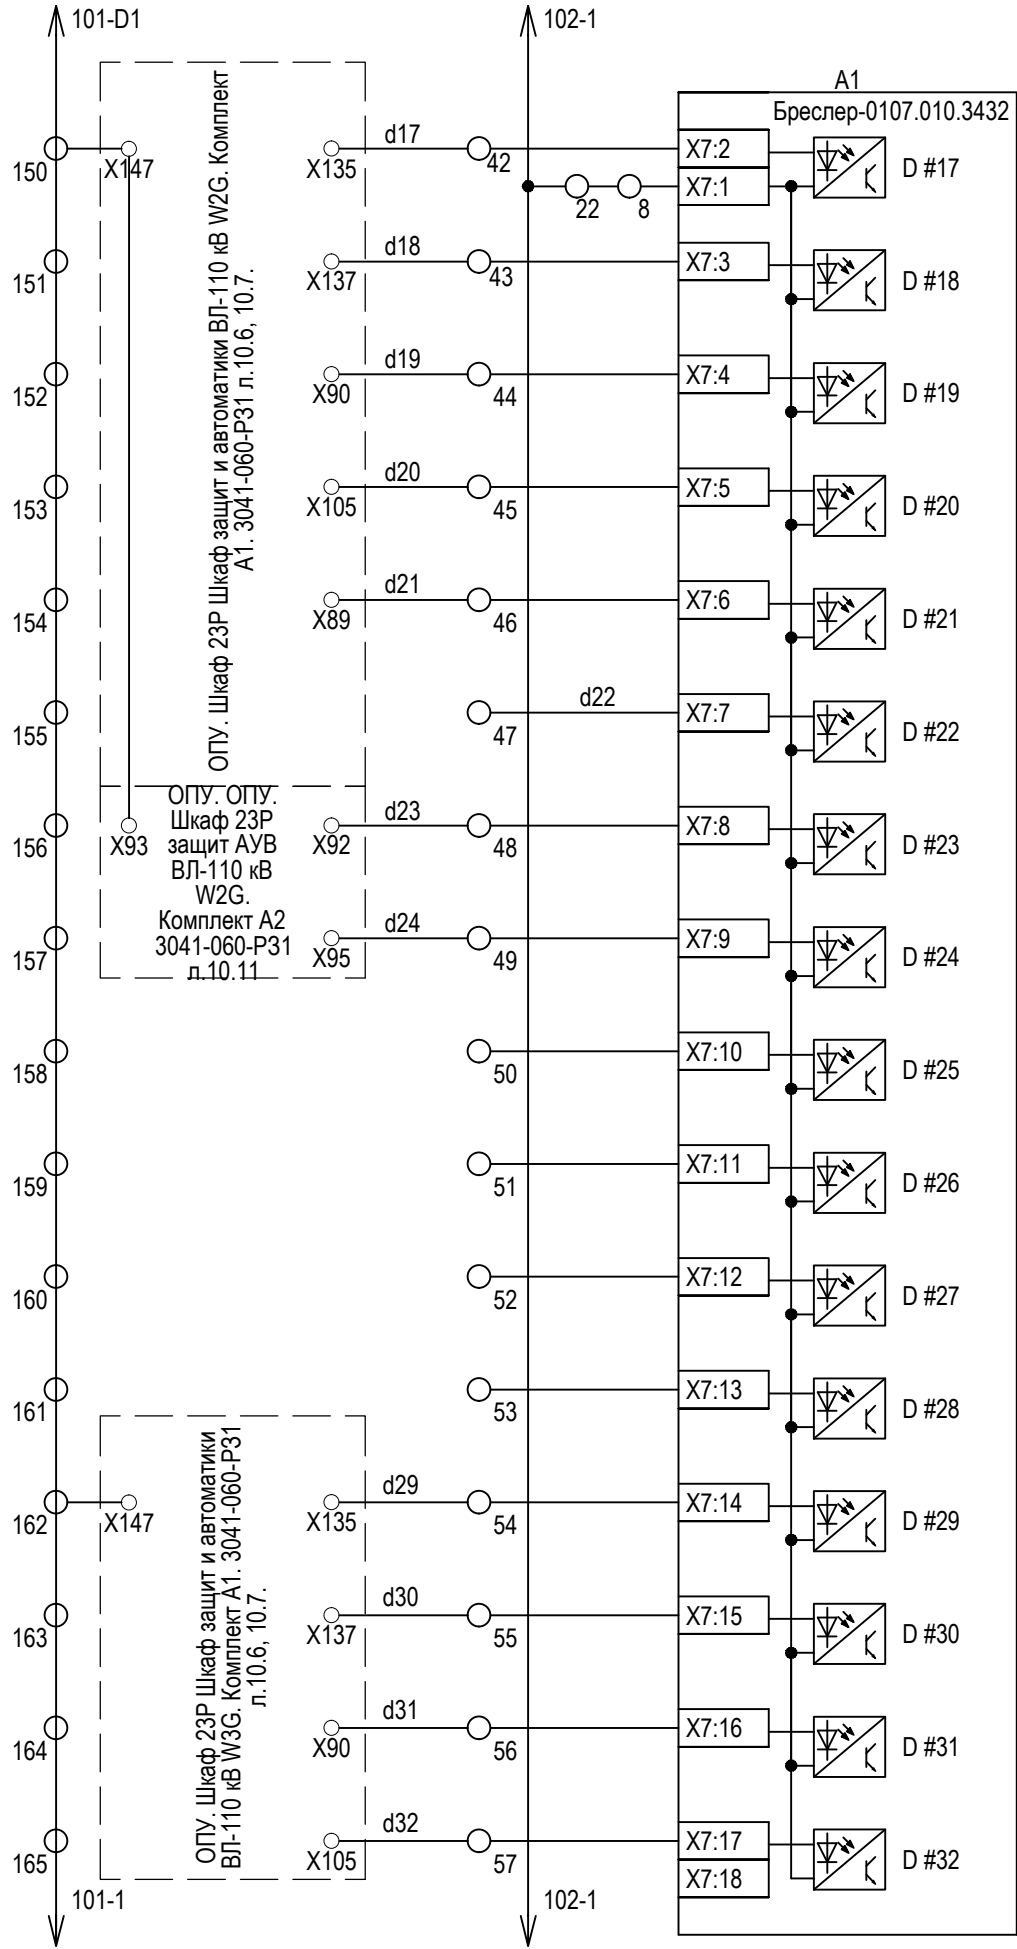 101-D1
102-1
A1
Бреслер-0107.010.3432
150
X147
X135
d17
42
X7:2
D #17
22
8
X7:1
ОПУ. Шкаф 23Р Шкаф защит и автоматики ВЛ-110 кВ W2G. Комплект
А1. 3041-060-РЗ1 л.10.6, 10.7.
151
X137
d18
43
X7:3
D #18
152
X90
d19
44
X7:4
D #19
153
X105
d20
45
X7:5
D #20
154
X89
d21
46
X7:6
D #21
155
47
d22
X7:7
D #22
ОПУ. ОПУ.
Шкаф 23Р
защит АУВ
ВЛ-110 кВ
W2G.
Комплект А2
3041-060-РЗ1
л.10.11
156
X93
X92
d23
48
X7:8
D #23
157
X95
d24
49
X7:9
D #24
158
50
X7:10
D #25
159
51
X7:11
D #26
160
52
X7:12
D #27
161
53
X7:13
D #28
ОПУ. Шкаф 23Р Шкаф защит и автоматики
ВЛ-110 кВ W3G. Комплект А1. 3041-060-РЗ1
л.10.6, 10.7.
162
X147
X135
d29
54
X7:14
D #29
163
X137
d30
55
X7:15
D #30
164
X90
d31
56
X7:16
D #31
165
X105
d32
57
X7:17
D #32
X7:18
101-1
102-1